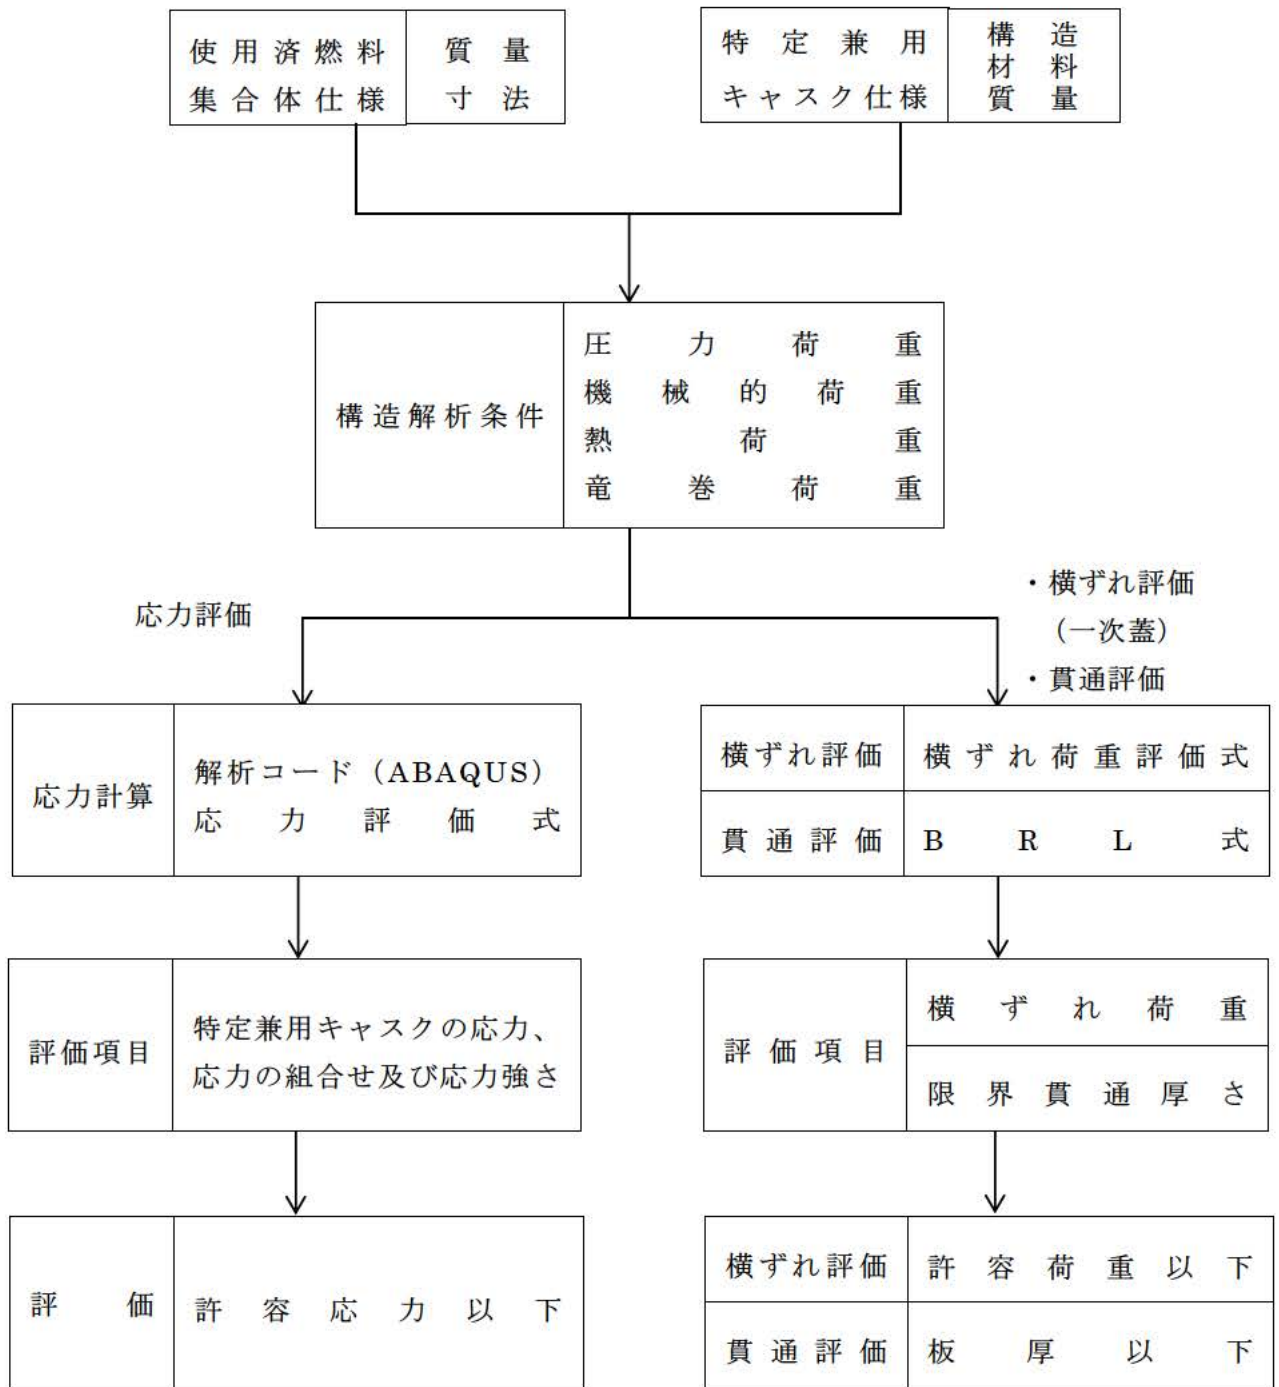 使用済燃料
集合体仕様
質量
寸法
特定兼用
キャスク仕様
構造
材料
質量
構造解析条件
圧力荷重
機械的荷重
熱荷重
竜巻荷重
応力評価
・横ずれ評価
（一次蓋）
・貫通評価
応力計算
解析コード（ABAQUS）
応力評価式
横ずれ評価
横ずれ荷重評価式
貫通評価
BRL式
評価項目
特定兼用キャスクの応力、
応力の組合せ及び応力強さ
評価項目
横ずれ荷重
限界貫通厚さ
評価
許容応力以下
横ずれ評価
許容荷重以下
貫通評価
板厚以下